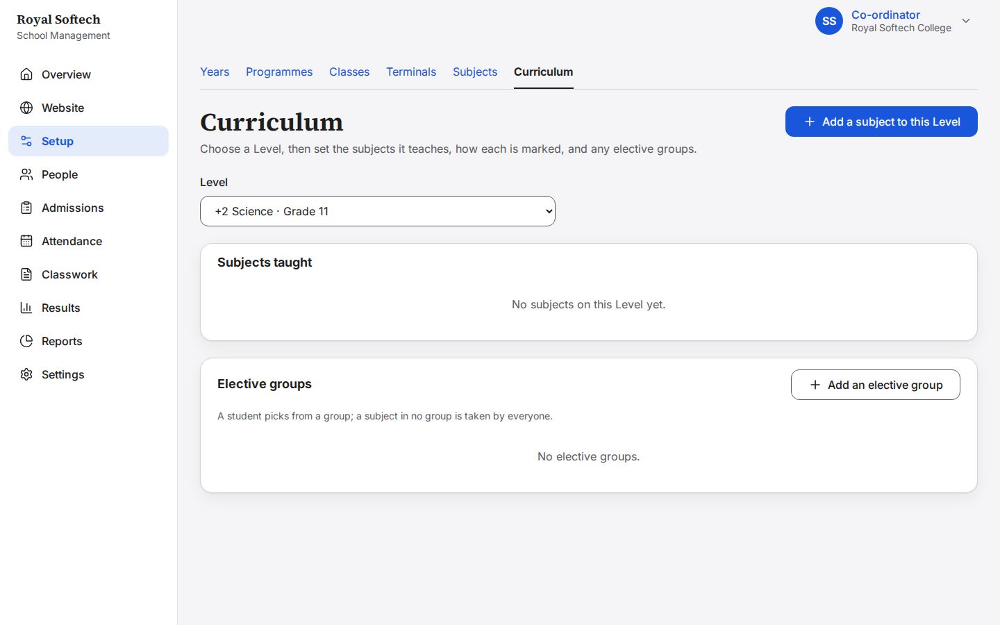 Royal Softech
School Management
Overview
Website
Setup
People
Admissions
Attendance
Classwork
Results
Reports
Settings
SS
Co-ordinator
Royal Softech College
Years Programmes Classes Terminals Subjects Curriculum
Curriculum
Add a subject to this Level
Choose a Level, then set the subjects it teaches, how each is marked, and any elective groups.
Level
+2 Science · Grade 11
Subjects taught
No subjects on this Level yet.
Elective groups
Add an elective group
A student picks from a group; a subject in no group is taken by everyone.
No elective groups.